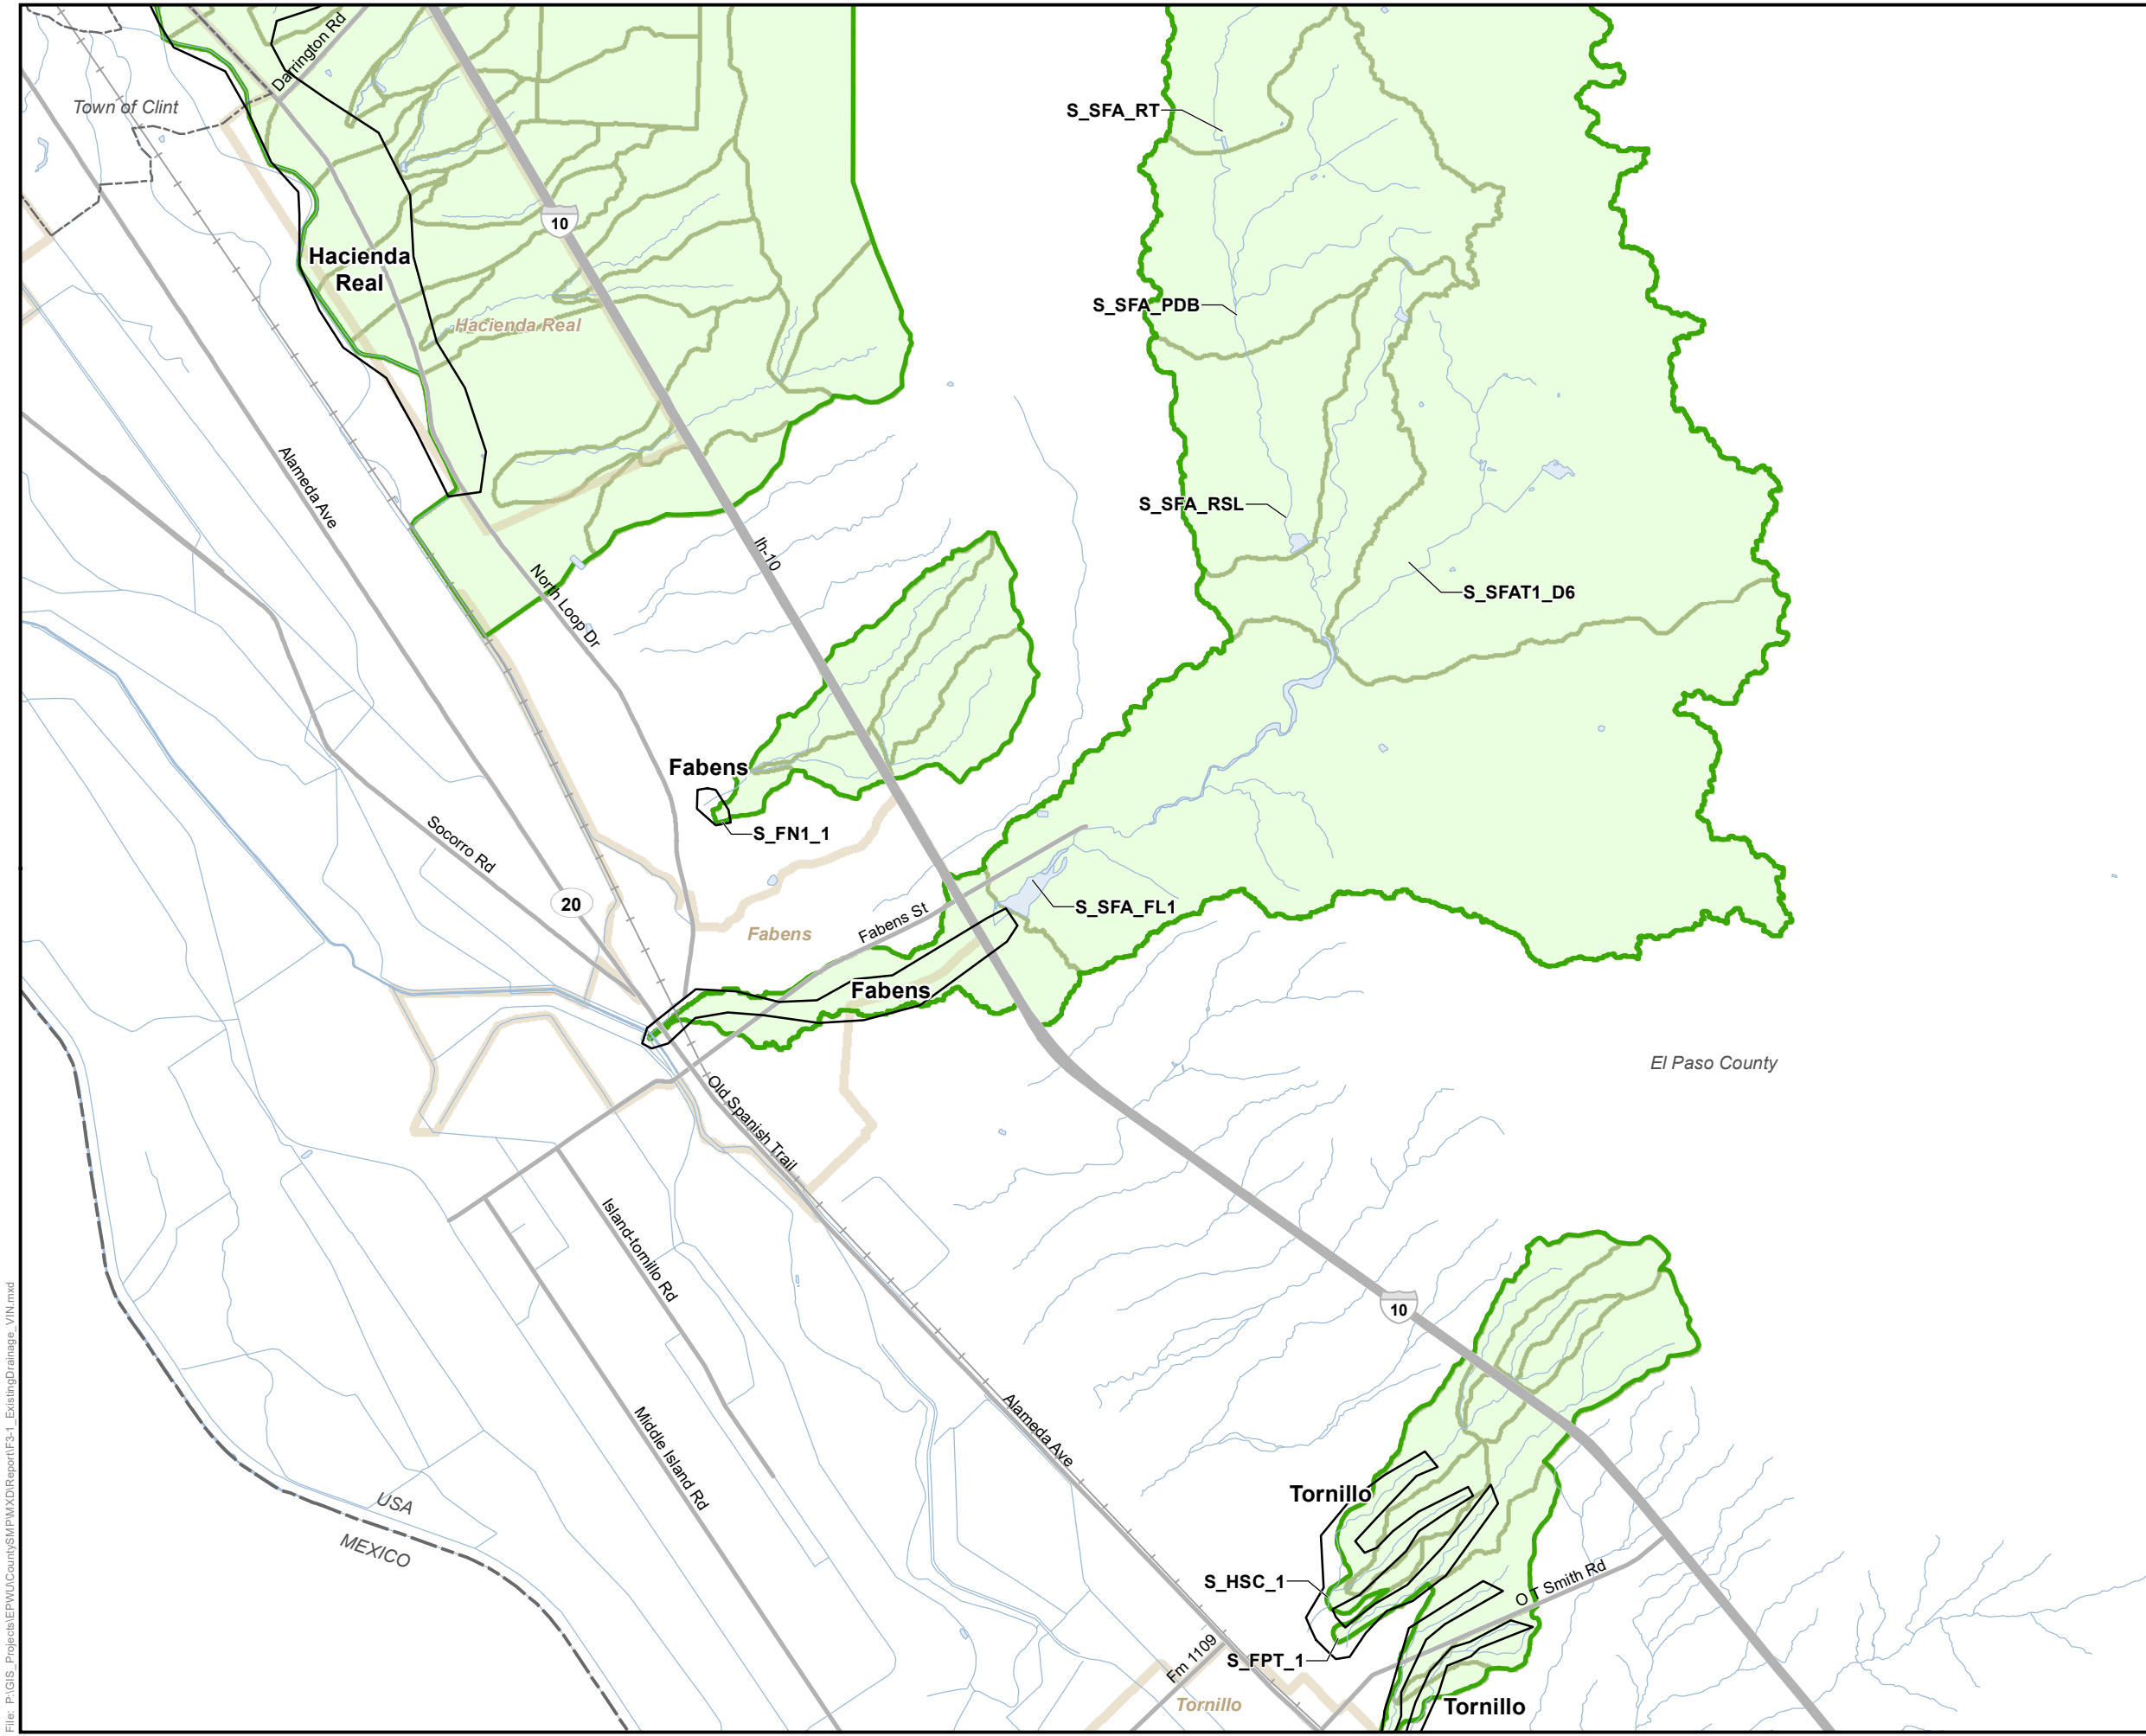 Darrington Rd
Town of Clint
S_SFA_RT
10
Hacienda
Real
Hacienda Real
S_SFA_PDB
Alameda Ave
S_SFA_RSL
Ih-10
North Loop Dr
S_SFAT1_D6
Fabens
S_FN1_1
Socorro Rd
20
Fabens St
S_SFA_FL1
Fabens
Fabens
El Paso County
Old Spanish Trail
Island-tornillo Rd
10
Middle Island Rd
Alameda Ave
USA
MEXICO
Tornillo
S_HSC_1
O T Smith Rd
Fm 1109
S_FPT_1
Tornillo
Tornillo
File: P:\GIS_Projects\EPWU\CountySMP\MXD\Report\F3-1_ExistingDrainage_VIN.mxd